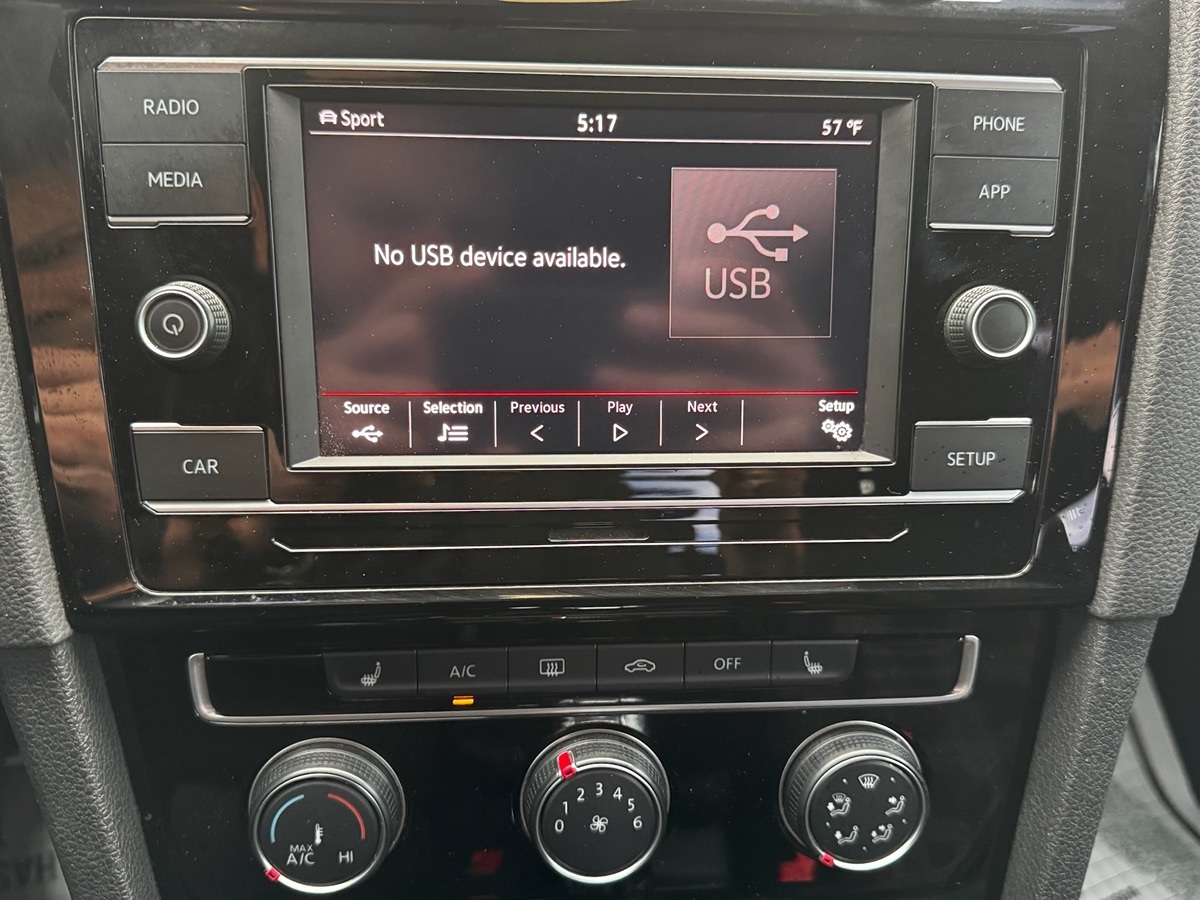 RADIO
MEDIA
Sport
5:17
57 °F
PHONE
APP
No USB device available.
USB
Source
Selection
Previous
Play
Next
Setup
CAR
SETUP
A/C
OFF
MAX
A/C
HI
0 1 2 3 4 5 6